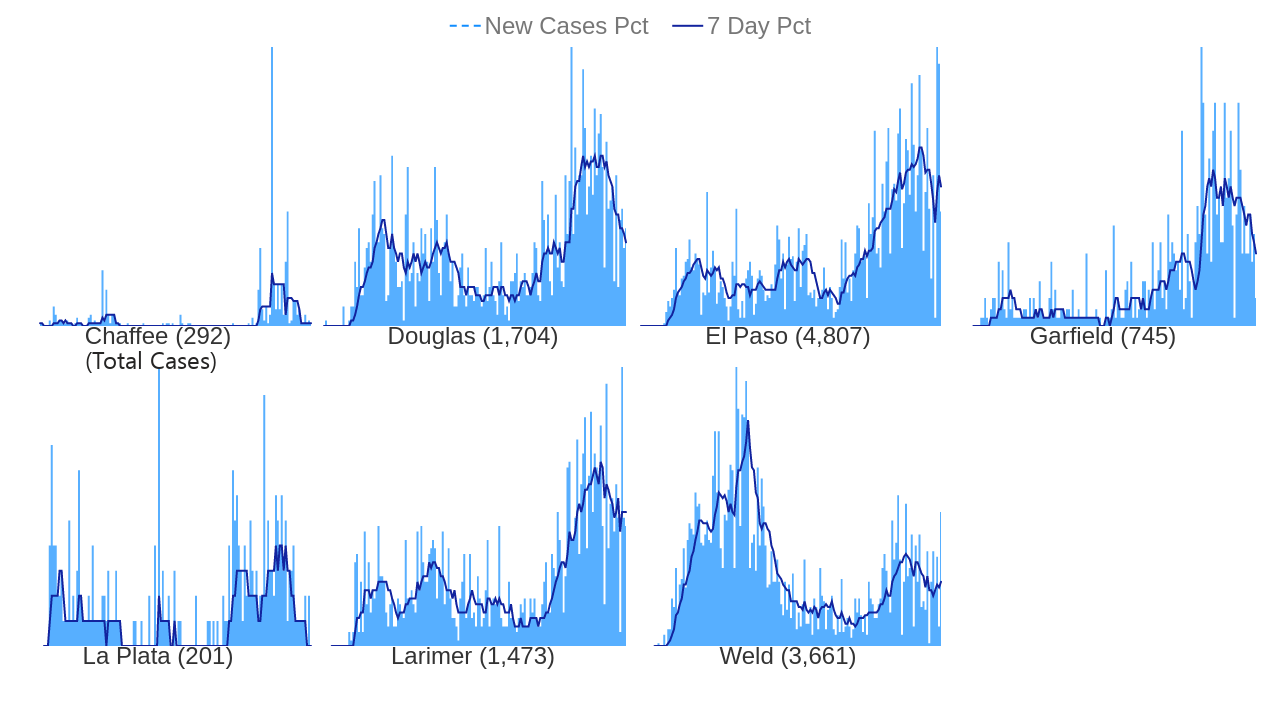 New Cases Pct 7 Day Pct
Chaffee (292) Douglas (1,704) El Paso (4,807) Garfield (745)
(Total Cases)
La Plata (201) Larimer (1,473) Weld (3,661)